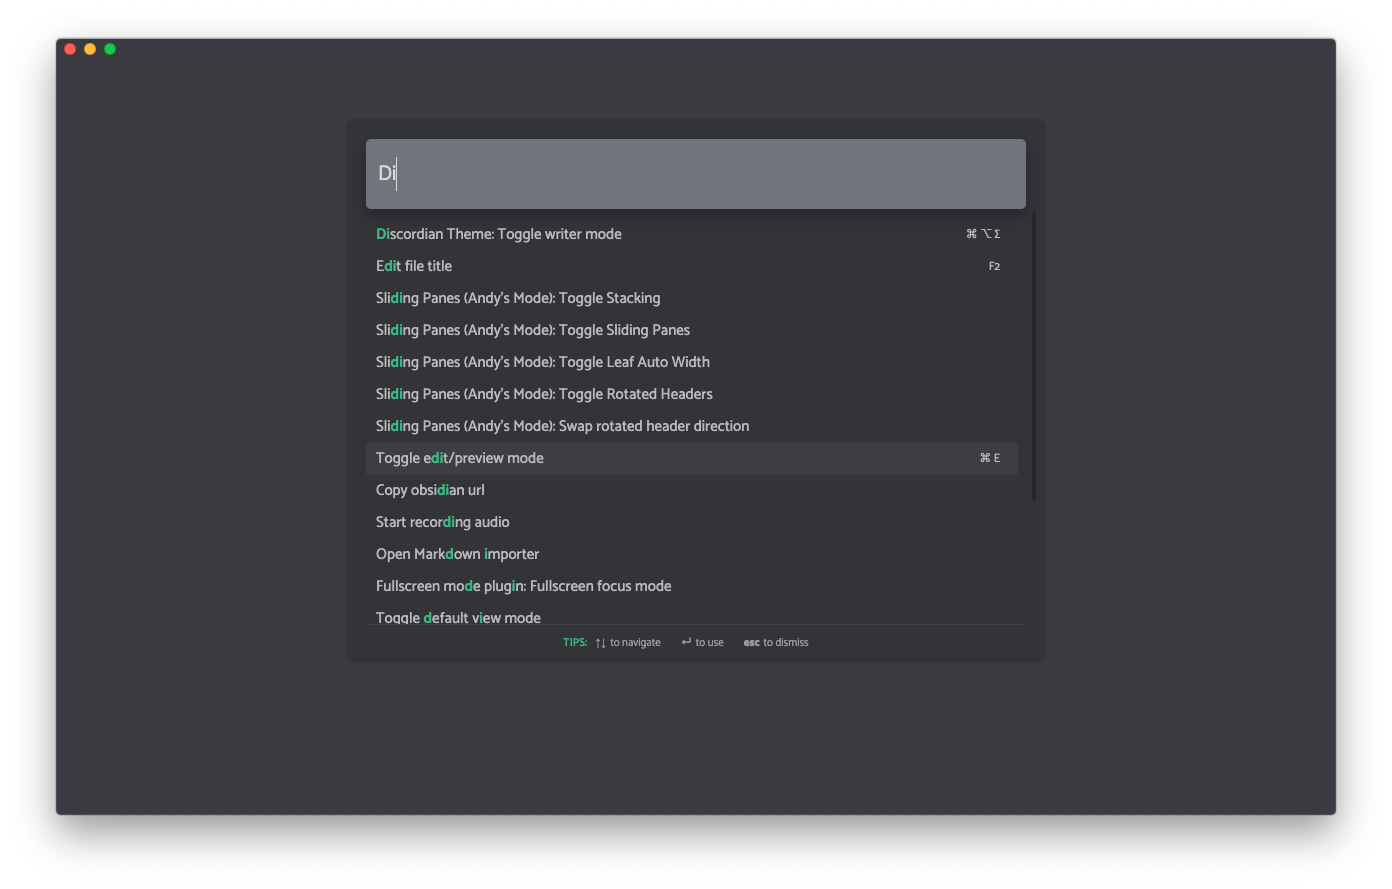 Di
Discordian Theme: Toggle writer mode ⌘ ⌥ Σ
Edit file title F2
Sliding Panes (Andy's Mode): Toggle Stacking
Sliding Panes (Andy's Mode): Toggle Sliding Panes
Sliding Panes (Andy's Mode): Toggle Leaf Auto Width
Sliding Panes (Andy's Mode): Toggle Rotated Headers
Sliding Panes (Andy's Mode): Swap rotated header direction
Toggle edit/preview mode ⌘ E
Copy obsidian url
Start recording audio
Open Markdown importer
Fullscreen mode plugin: Fullscreen focus mode
Toggle default view mode
TIPS: ↑↓ to navigate ↵ to use esc to dismiss